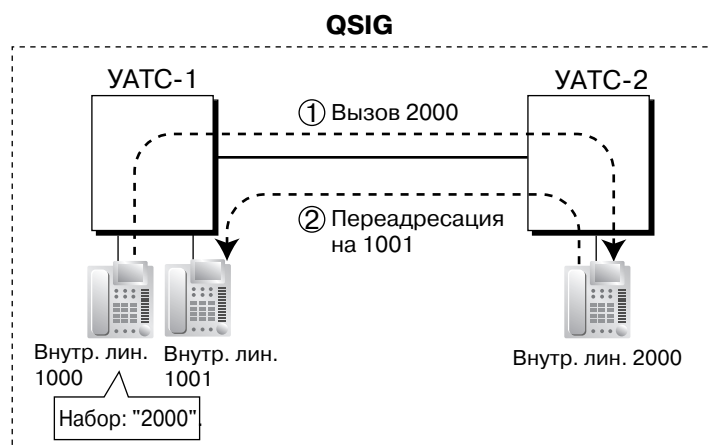 QSIG
УАТС-1
УАТС-2
① Вызов 2000
② Переадресация
на 1001
Внутр. лин.
1000
Внутр. лин.
1001
Внутр. лин. 2000
Набор: "2000".